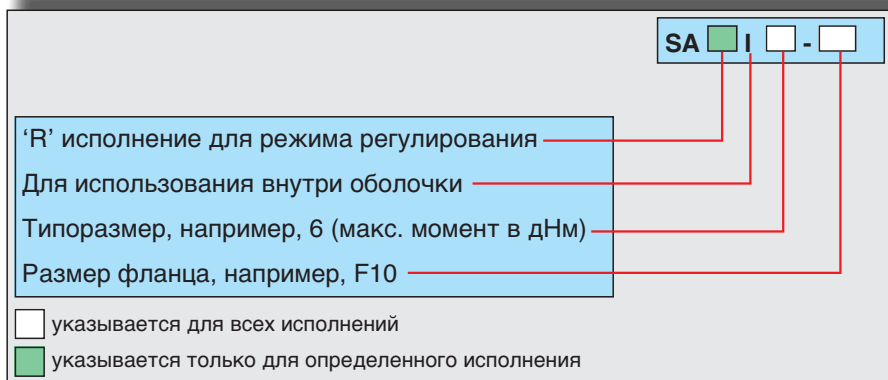 SA I -
‘R’ исполнение для режима регулирования
Для использования внутри оболочки
Типоразмер, например, 6 (макс. момент в дНм)
Размер фланца, например, F10
указывается для всех исполнений
указывается только для определенного исполнения